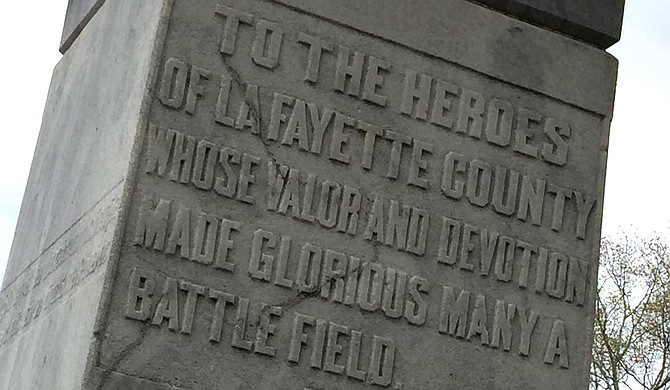 TO THE HEROES
OF LAFAYETTE COUNTY
WHOSE VALOR AND DEVOTION
MADE GLORIOUS MANY A
BATTLE FIELD.